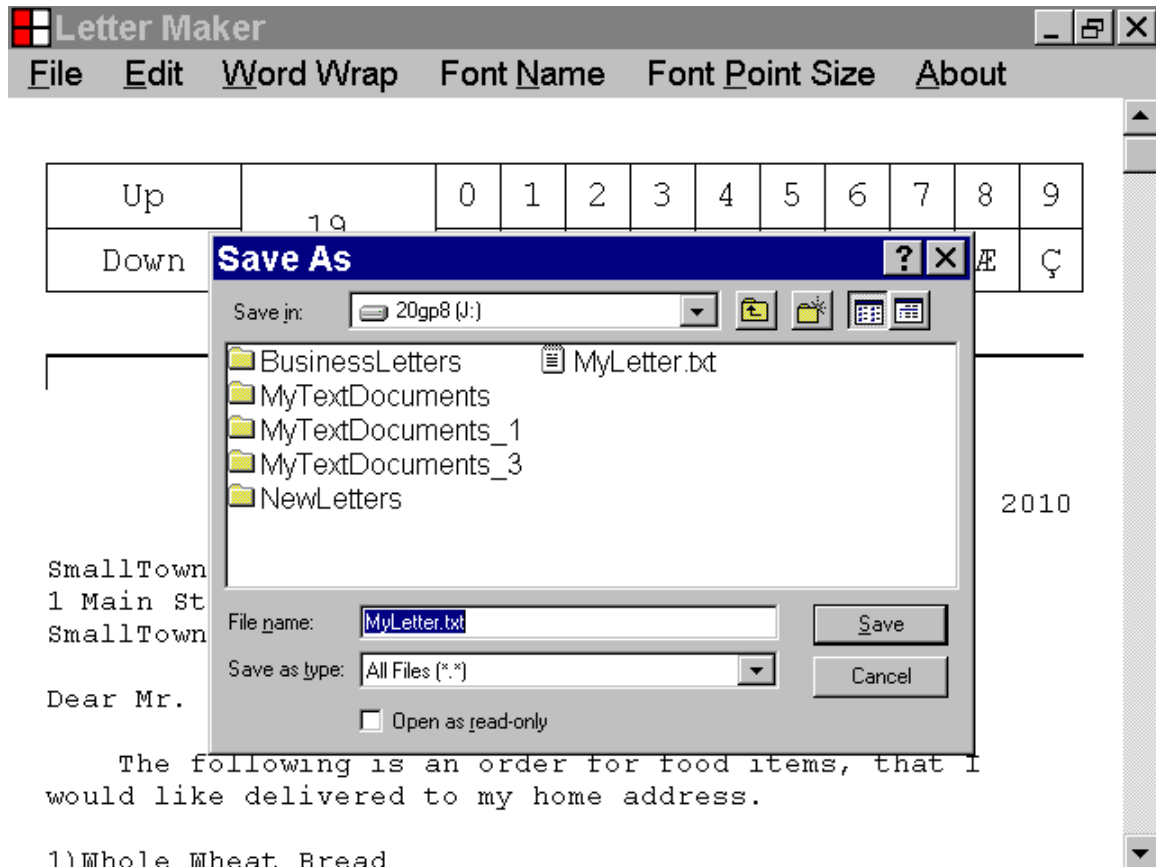 Letter Maker
File Edit Word Wrap Font Name Font Point Size About
Up 19 0 1 2 3 4 5 6 7 8 9
Down Æ Ç
Save As
Save in: 20gp8 (J:)
BusinessLetters MyLetter.txt
MyTextDocuments
MyTextDocuments_1
MyTextDocuments_3
NewLetters
2010
SmallTown
1 Main St
SmallTown
File name: MyLetter.txt Save
Save as type: All Files (*.*) Cancel
Open as read-only
Dear Mr.
The following is an order for food items, that I
would like delivered to my home address.
1)Whole Wheat Bread